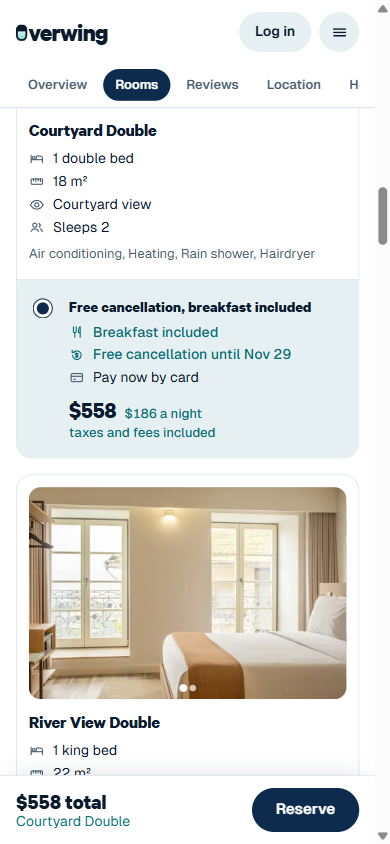 Overwing
Log in
Overview
Rooms
Reviews
Location
Courtyard Double
1 double bed
18 m²
Courtyard view
Sleeps 2
Air conditioning, Heating, Rain shower, Hairdryer
Free cancellation, breakfast included
Breakfast included
Free cancellation until Nov 29
Pay now by card
$558 $186 a night
taxes and fees included
River View Double
1 king bed
22 m²
$558 total
Courtyard Double
Reserve